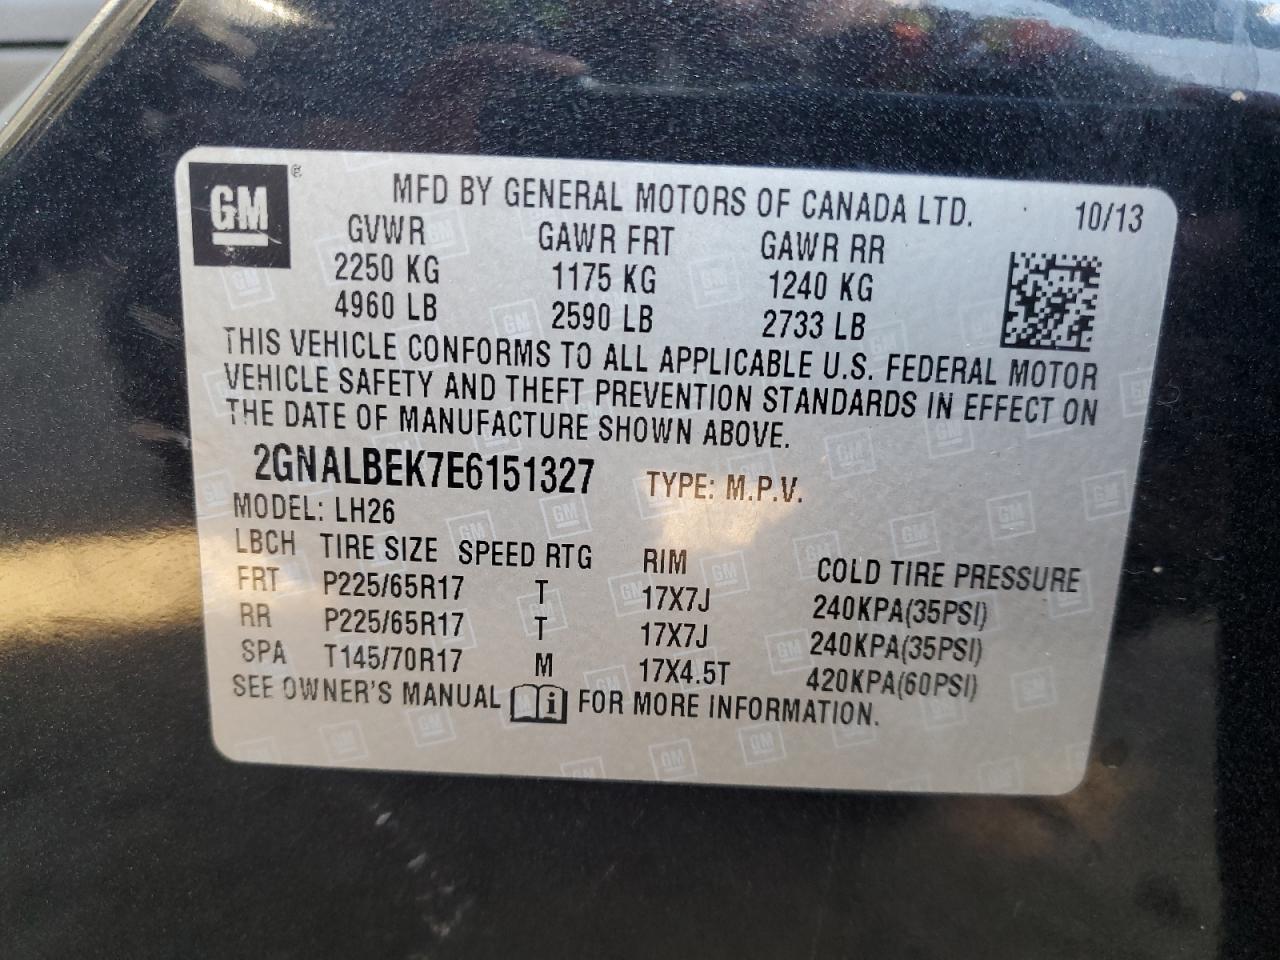 GM ®
MFD BY GENERAL MOTORS OF CANADA LTD. 10/13
GVWR GAWR FRT GAWR RR
2250 KG 1175 KG 1240 KG
4960 LB 2590 LB 2733 LB
THIS VEHICLE CONFORMS TO ALL APPLICABLE U.S. FEDERAL MOTOR
VEHICLE SAFETY AND THEFT PREVENTION STANDARDS IN EFFECT ON
THE DATE OF MANUFACTURE SHOWN ABOVE.
2GNALBEK7E6151327 TYPE: M.P.V.
MODEL: LH26
LBCH TIRE SIZE SPEED RTG RIM COLD TIRE PRESSURE
FRT P225/65R17 T 17X7J 240KPA(35PSI)
RR P225/65R17 T 17X7J 240KPA(35PSI)
SPA T145/70R17 M 17X4.5T 420KPA(60PSI)
SEE OWNER'S MANUAL i FOR MORE INFORMATION.